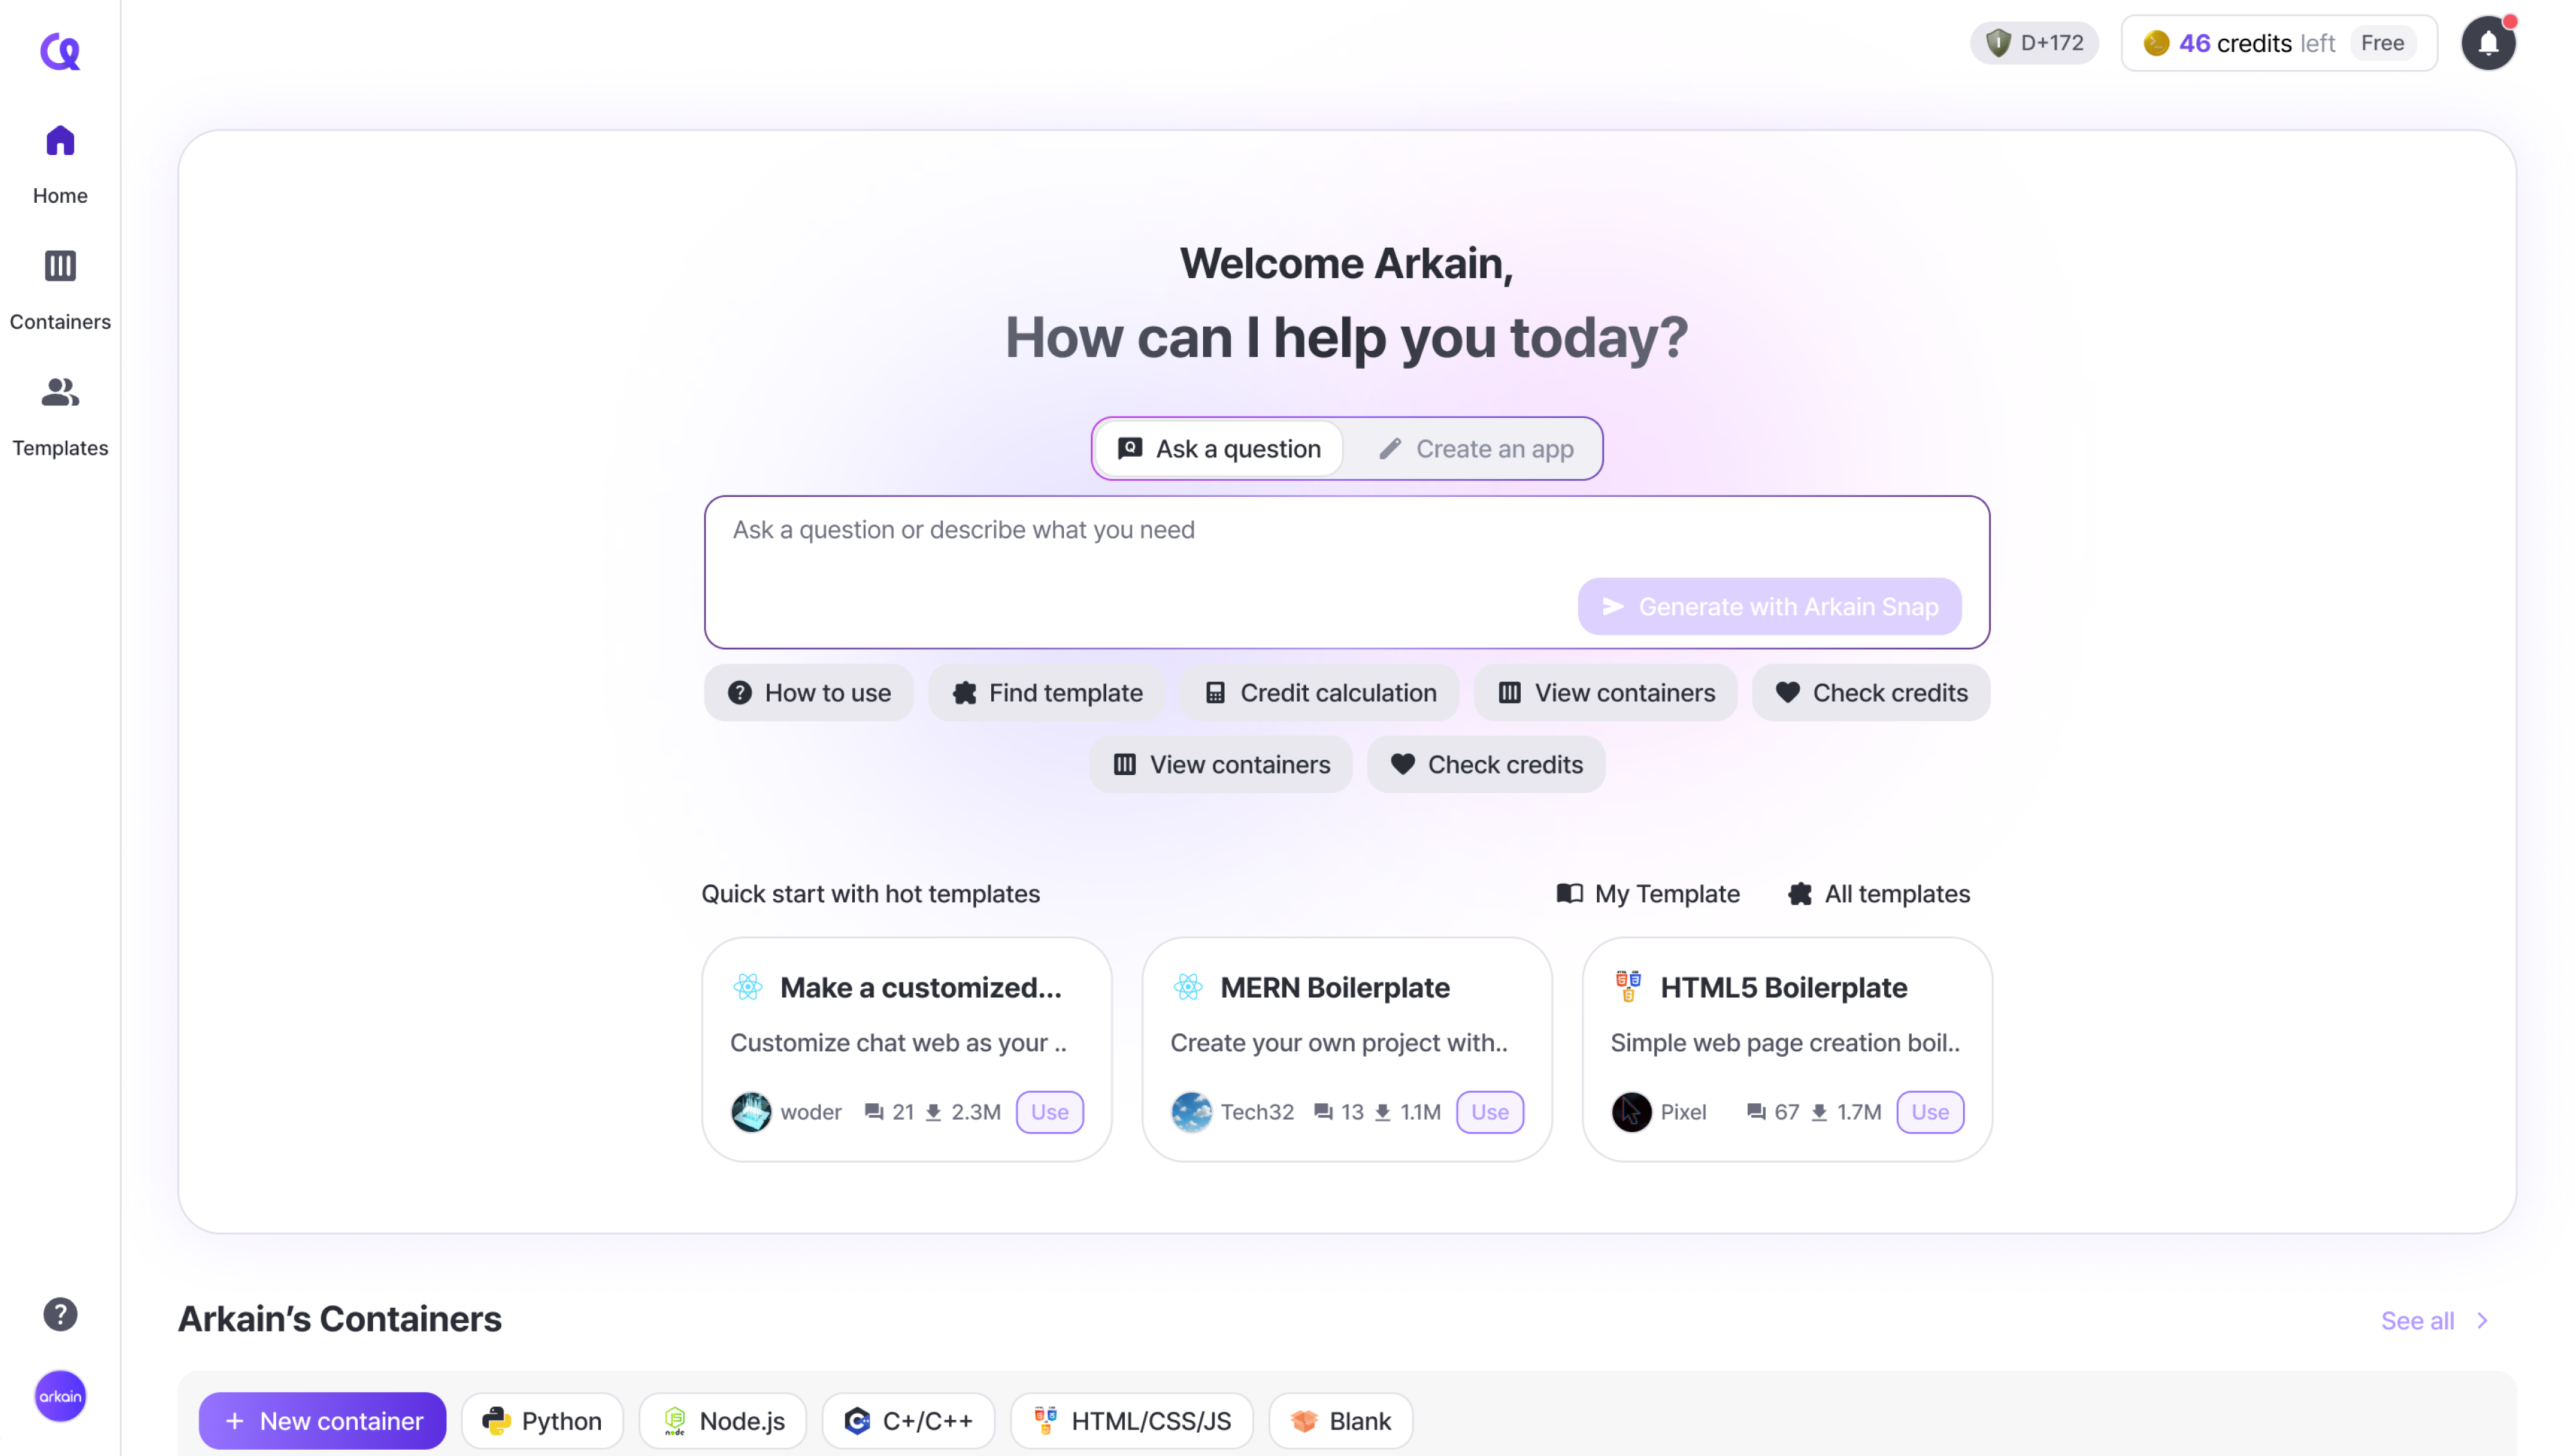 D+172
46 credits left Free
Home
Containers
Templates
Welcome Arkain,
How can I help you today?
Ask a question
Create an app
Ask a question or describe what you need
Generate with Arkain Snap
How to use
Find template
Credit calculation
View containers
Check credits
View containers
Check credits
Quick start with hot templates
My Template
All templates
Make a customized...
Customize chat web as your ..
woder 21 2.3M Use
MERN Boilerplate
Create your own project with..
Tech32 13 1.1M Use
HTML5 Boilerplate
Simple web page creation boil..
Pixel 67 1.7M Use
Arkain's Containers
See all
arkain
+ New container
Python
Node.js
C+/C++
HTML/CSS/JS
Blank